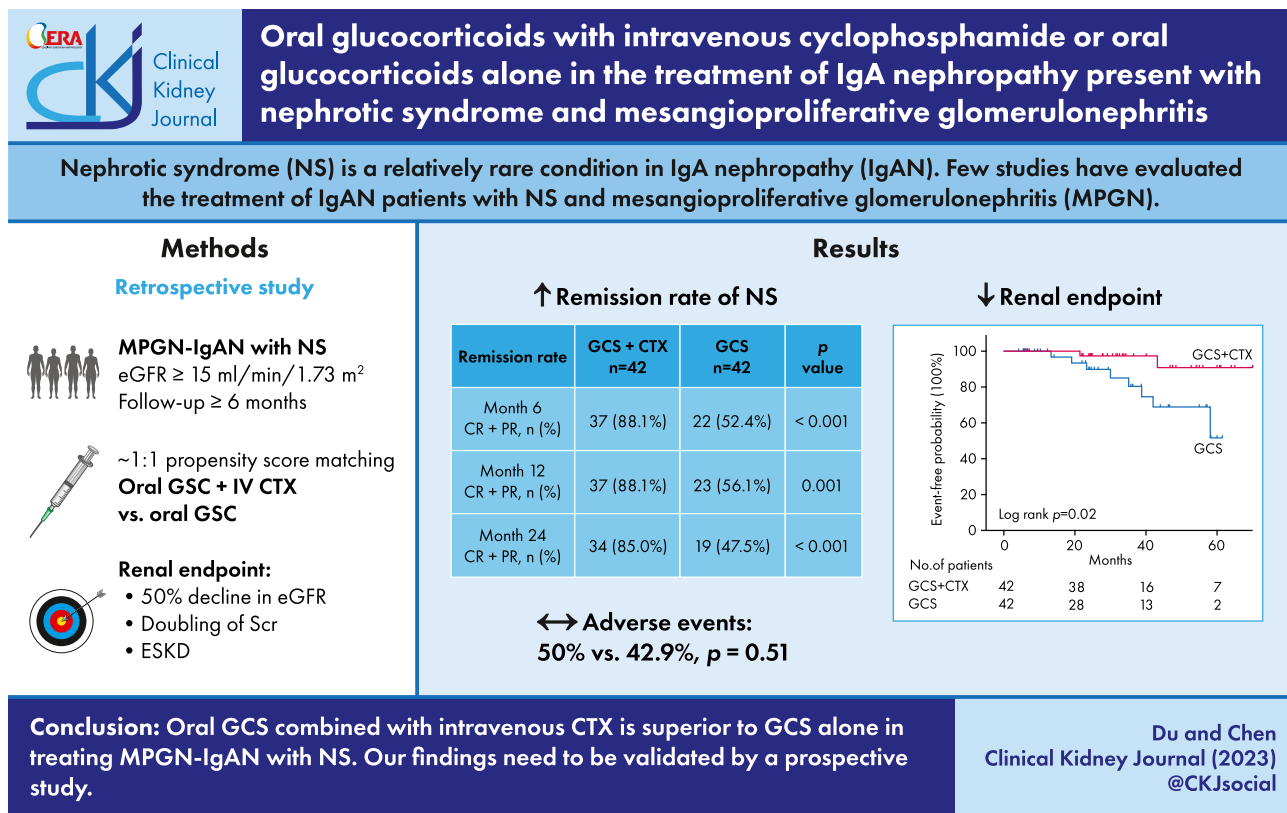 ERA
CKJ
Clinical
Kidney
Journal
Oral glucocorticoids with intravenous cyclophosphamide or oral
glucocorticoids alone in the treatment of IgA nephropathy present with
nephrotic syndrome and mesangioproliferative glomerulonephritis
Nephrotic syndrome (NS) is a relatively rare condition in IgA nephropathy (IgAN). Few studies have evaluated
the treatment of IgAN patients with NS and mesangioproliferative glomerulonephritis (MPGN).
Methods
Retrospective study
MPGN-IgAN with NS
eGFR ≥ 15 ml/min/1.73 m²
Follow-up ≥ 6 months
~1:1 propensity score matching
Oral GSC + IV CTX
vs. oral GSC
Renal endpoint:
• 50% decline in eGFR
• Doubling of Scr
• ESKD
Results
↑ Remission rate of NS
Remission rate
GCS + CTX
n=42
GCS
n=42
p
value
Month 6
CR + PR, n (%)
37 (88.1%)
22 (52.4%)
< 0.001
Month 12
CR + PR, n (%)
37 (88.1%)
23 (56.1%)
0.001
Month 24
CR + PR, n (%)
34 (85.0%)
19 (47.5%)
< 0.001
↔ Adverse events:
50% vs. 42.9%, p = 0.51
↓ Renal endpoint
Event-free probability (100%)
100
80
60
40
20
0
GCS+CTX
GCS
Log rank p=0.02
0 20 40 60
Months
No.of patients
GCS+CTX 42 38 16 7
GCS 42 28 13 2
Conclusion: Oral GCS combined with intravenous CTX is superior to GCS alone in
treating MPGN-IgAN with NS. Our findings need to be validated by a prospective
study.
Du and Chen
Clinical Kidney Journal (2023)
@CKJsocial